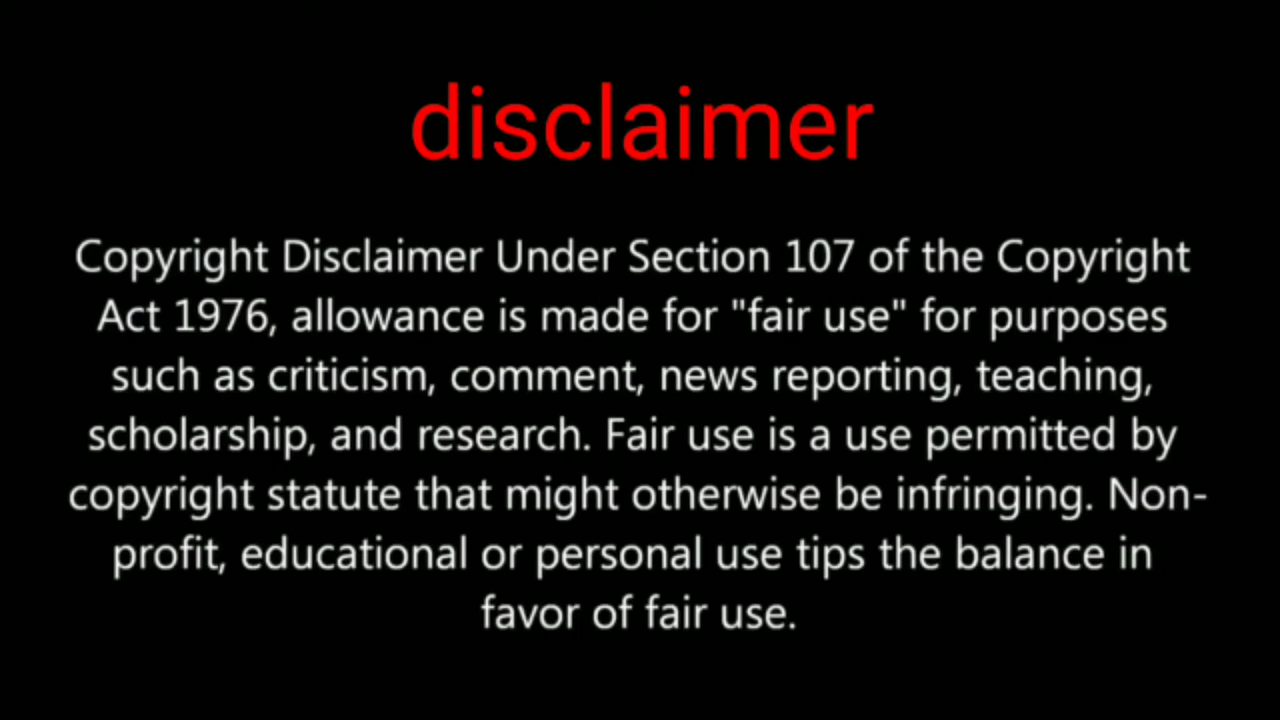 disclaimer
Copyright Disclaimer Under Section 107 of the Copyright
Act 1976, allowance is made for "fair use" for purposes
such as criticism, comment, news reporting, teaching,
scholarship, and research. Fair use is a use permitted by
copyright statute that might otherwise be infringing. Non-
profit, educational or personal use tips the balance in
favor of fair use.